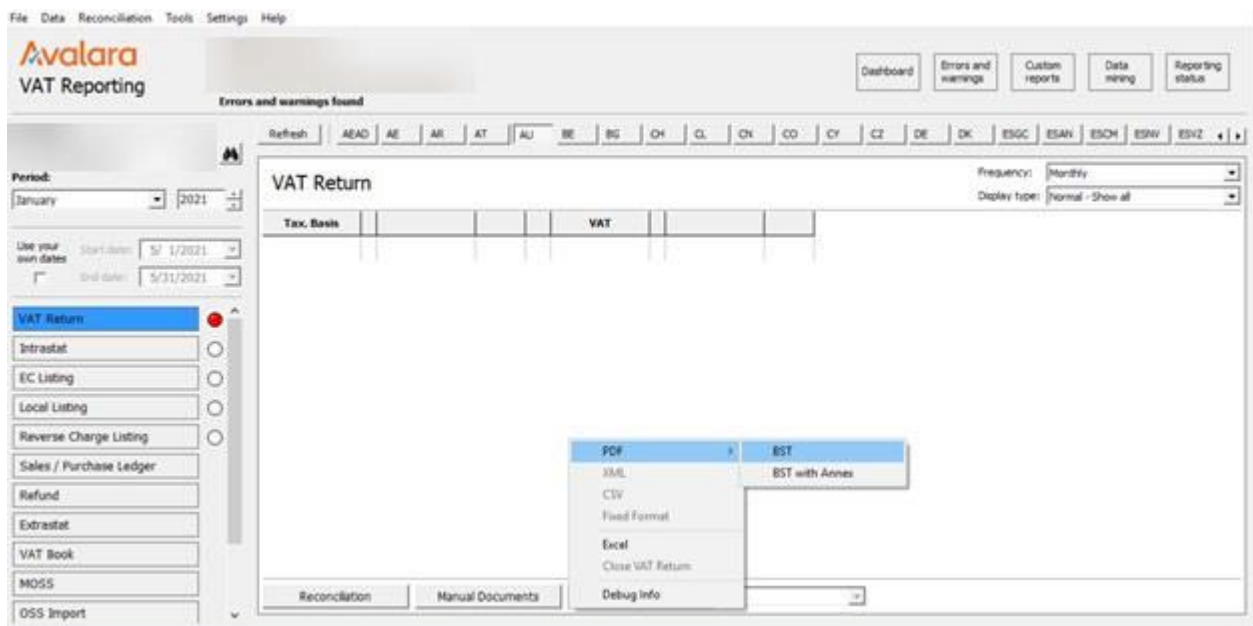 File Data Reconciliation Tools Settings Help
Avalara
VAT Reporting
Errors and warnings found
Dashboard
Errors and warnings
Custom reports
Data mining
Reporting status
Refresh AEAD AE AR AT AU BE BG CH CL CN CO CY CZ DE DK ESGC ESAN ESCM ESNV ESVZ
Period:
January 2021
Use your own dates
Start date: 5/ 1/2021
End date: 5/31/2021
VAT Return
Intrastat
EC Listing
Local Listing
Reverse Charge Listing
Sales / Purchase Ledger
Refund
Extrastat
VAT Book
MOSS
OSS Import
VAT Return
Frequency: Monthly
Display type: Normal - Show all
Tax. Basis VAT
PDF
XML
CSV
Fixed Format
Excel
Close VAT Return
Debug Info
BST
BST with Annex
Reconciliation
Manual Documents